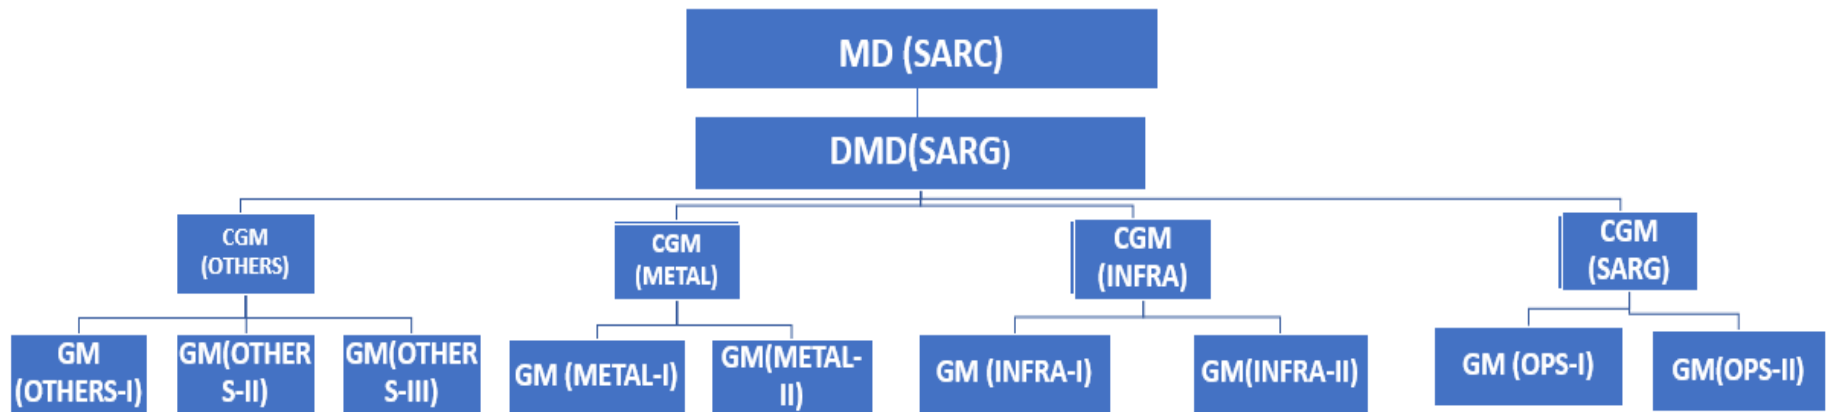 MD (SARC)
DMD(SARG)
CGM
(OTHERS)
CGM
(METAL)
CGM
(INFRA)
CGM
(SARG)
GM
(OTHERS-I)
GM(OTHER
S-II)
GM(OTHER
S-III)
GM (METAL-I)
GM(METAL-
II)
GM (INFRA-I)
GM(INFRA-II)
GM (OPS-I)
GM(OPS-II)